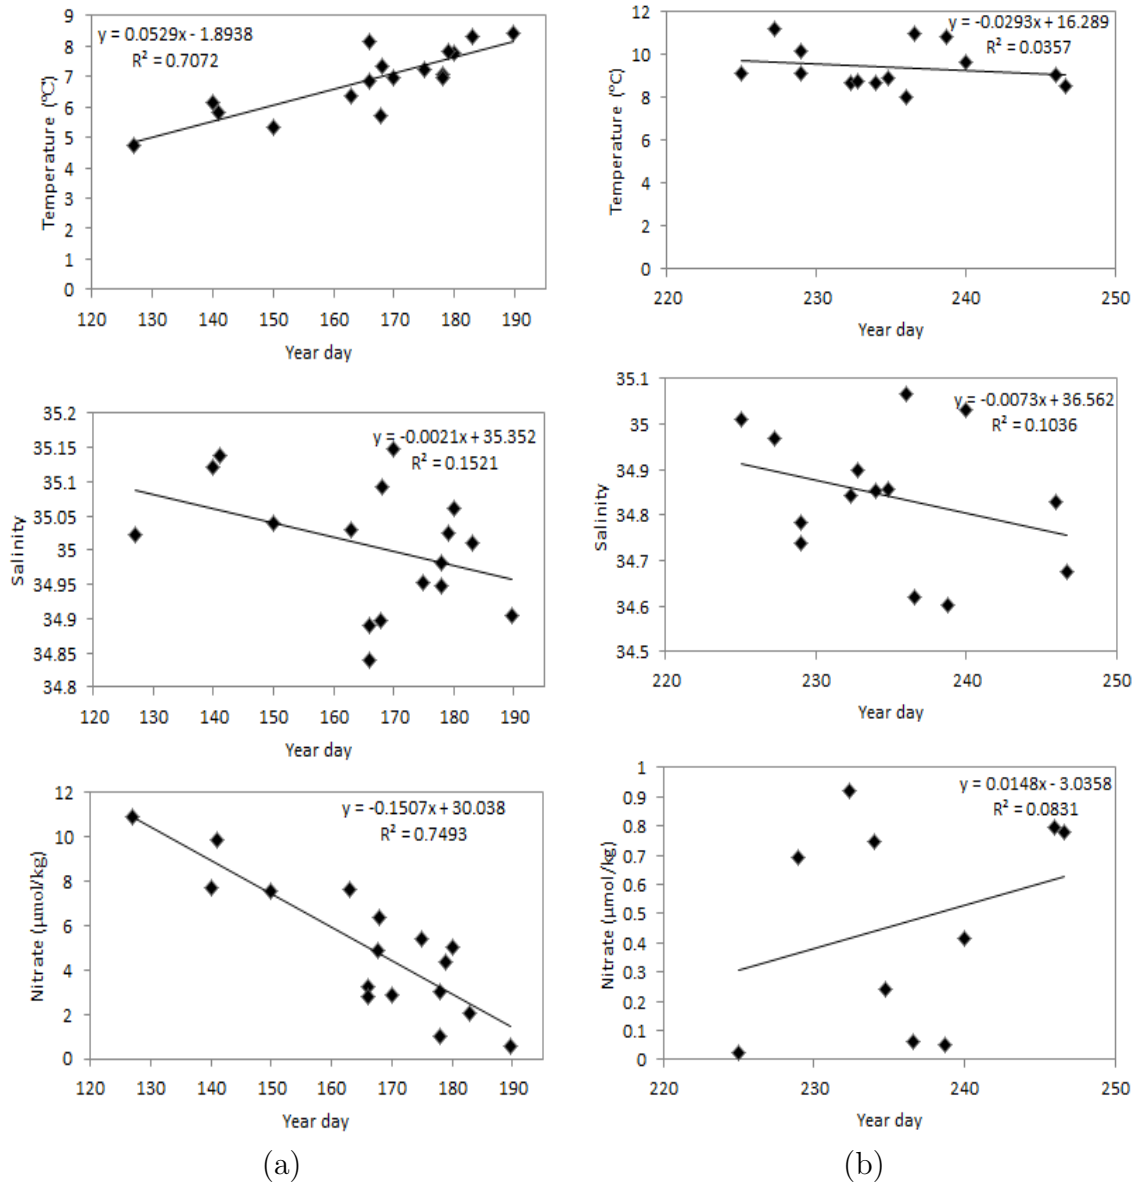 y = 0.0529x - 1.8938
R² = 0.7072
9
8
7
6
5
4
3
2
1
0
Temperature (°C)
120 130 140 150 160 170 180 190
Year day
y = -0.0293x + 16.289
R² = 0.0357
12
10
8
6
4
2
0
Temperature (°C)
220 230 240 250
Year day
y = -0.0021x + 35.352
R² = 0.1521
35.2
35.15
35.1
35.05
35
34.95
34.9
34.85
34.8
Salinity
120 130 140 150 160 170 180 190
Year day
y = -0.0073x + 36.562
R² = 0.1036
35.1
35
34.9
34.8
34.7
34.6
34.5
Salinity
220 230 240 250
Year day
y = -0.1507x + 30.038
R² = 0.7493
12
10
8
6
4
2
0
Nitrate (µmol/kg)
120 130 140 150 160 170 180 190
Year day
y = 0.0148x - 3.0358
R² = 0.0831
1
0.9
0.8
0.7
0.6
0.5
0.4
0.3
0.2
0.1
0
Nitrate (µmol/kg)
220 230 240 250
Year day
(a)
(b)